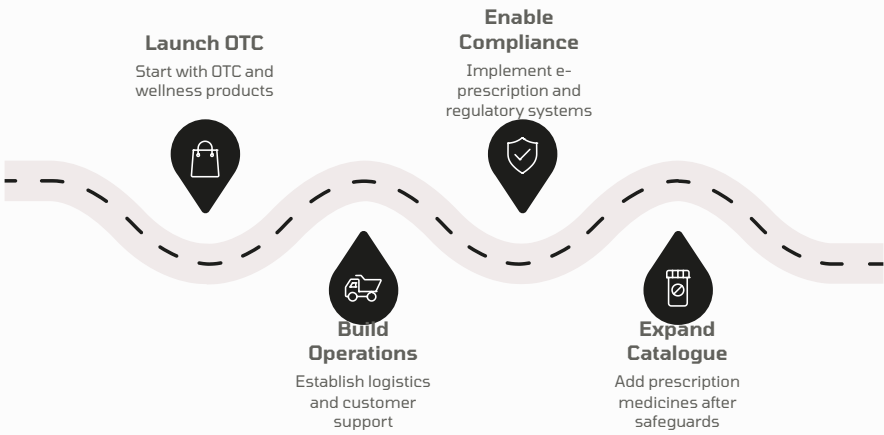 Launch OTC
Start with OTC and
wellness products
Build
Operations
Establish logistics
and customer
support
Enable
Compliance
Implement e-
prescription and
regulatory systems
Expand
Catalogue
Add prescription
medicines after
safeguards